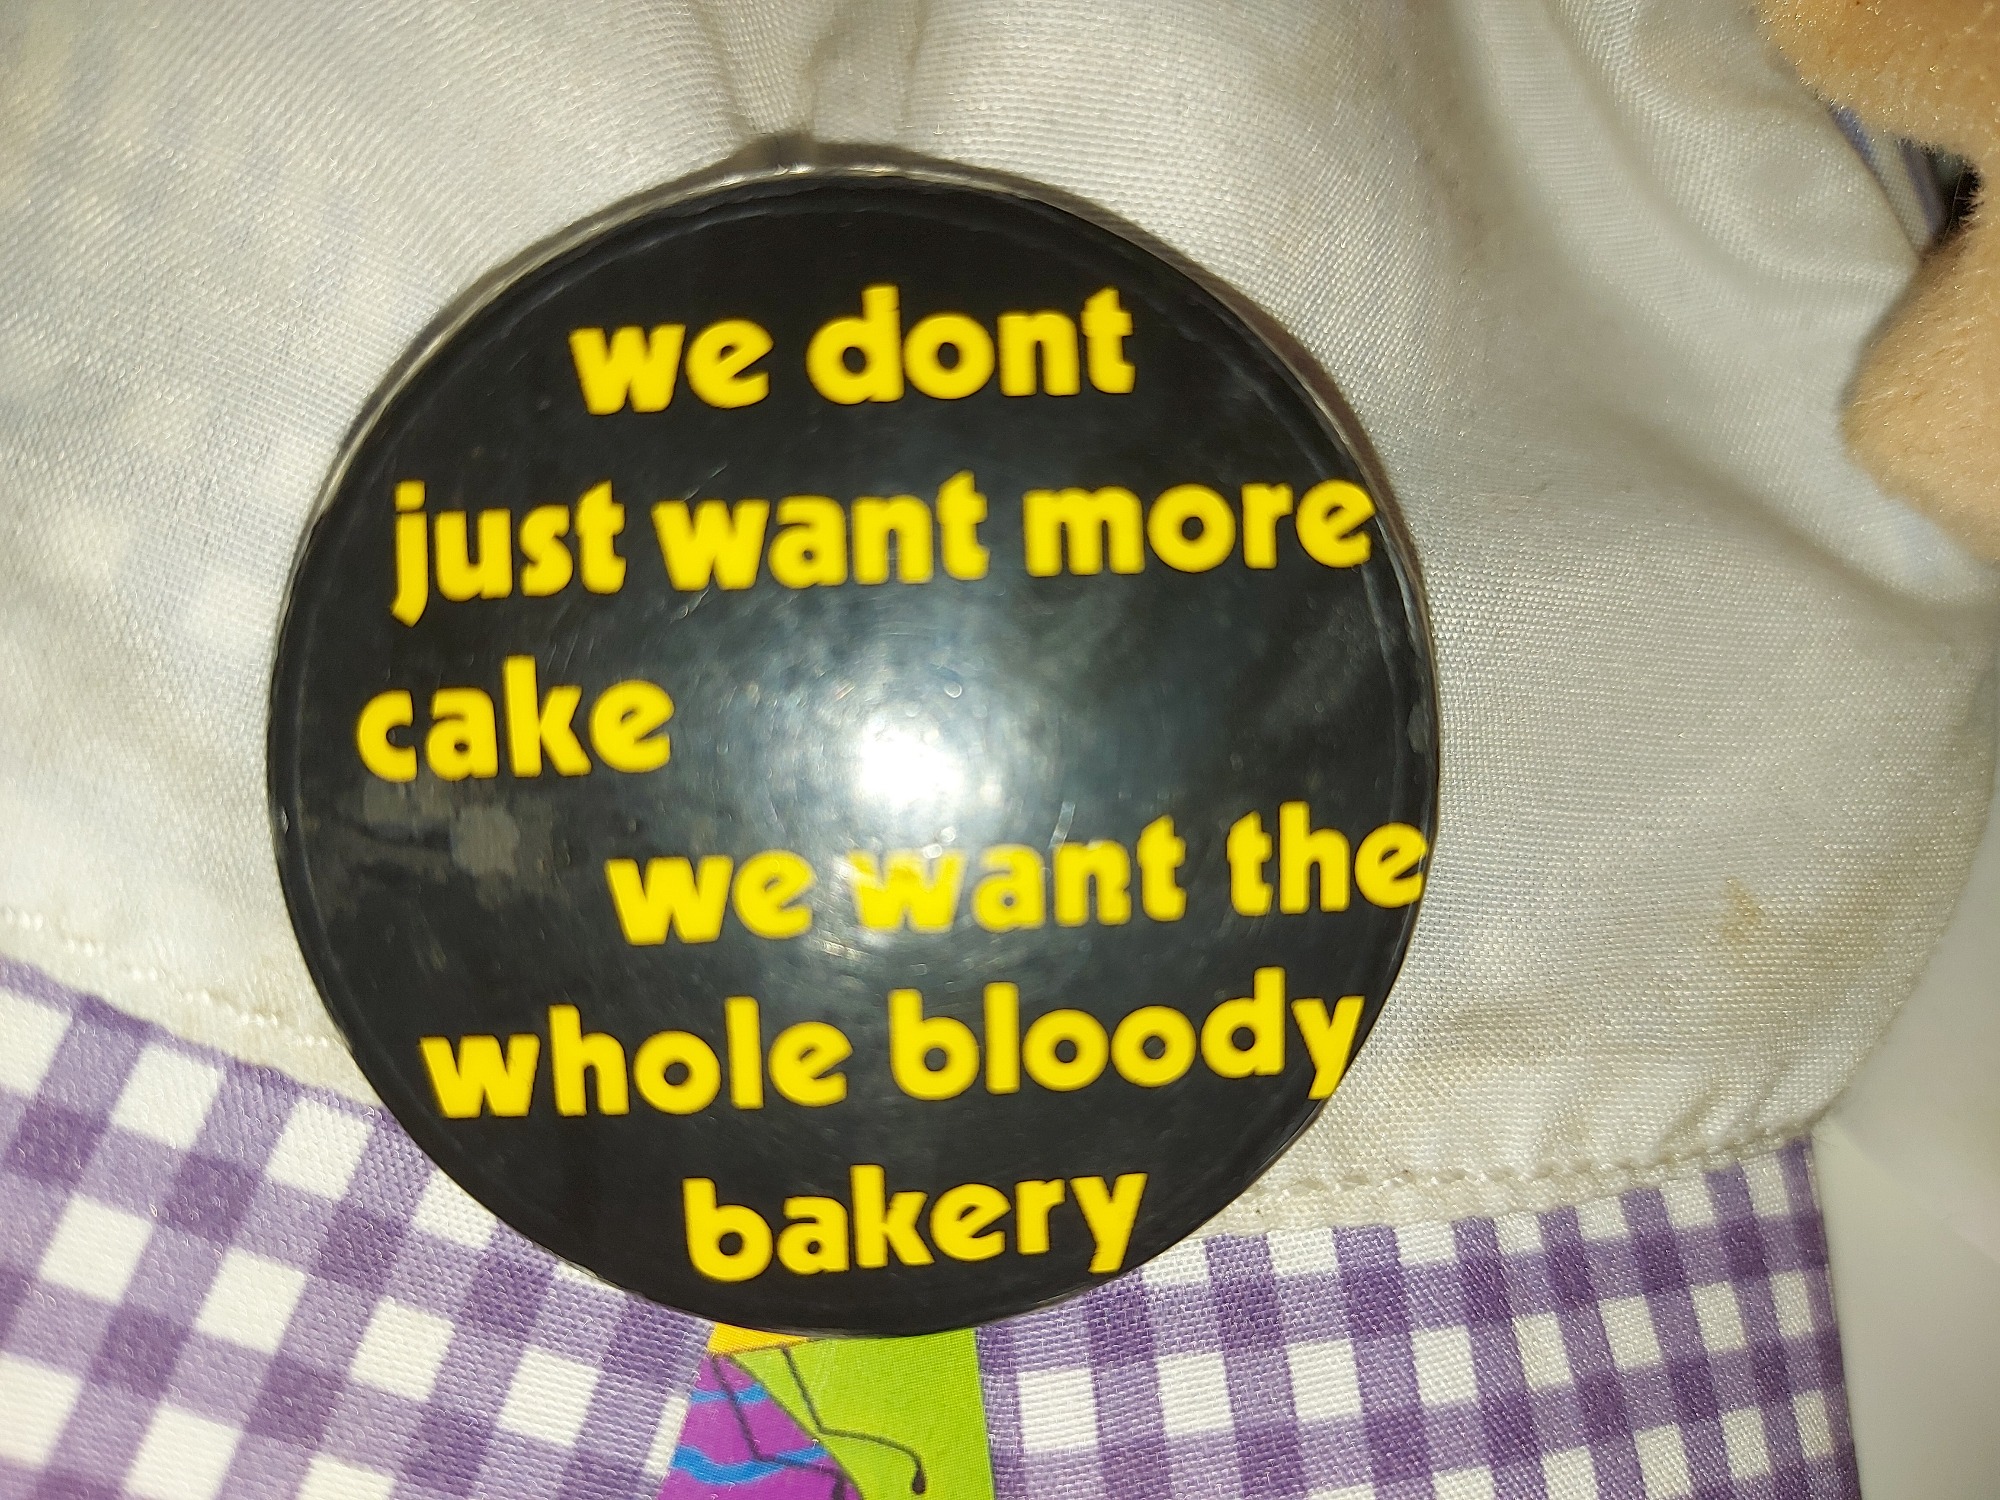 we dont
just want more
cake
we want the
whole bloody
bakery